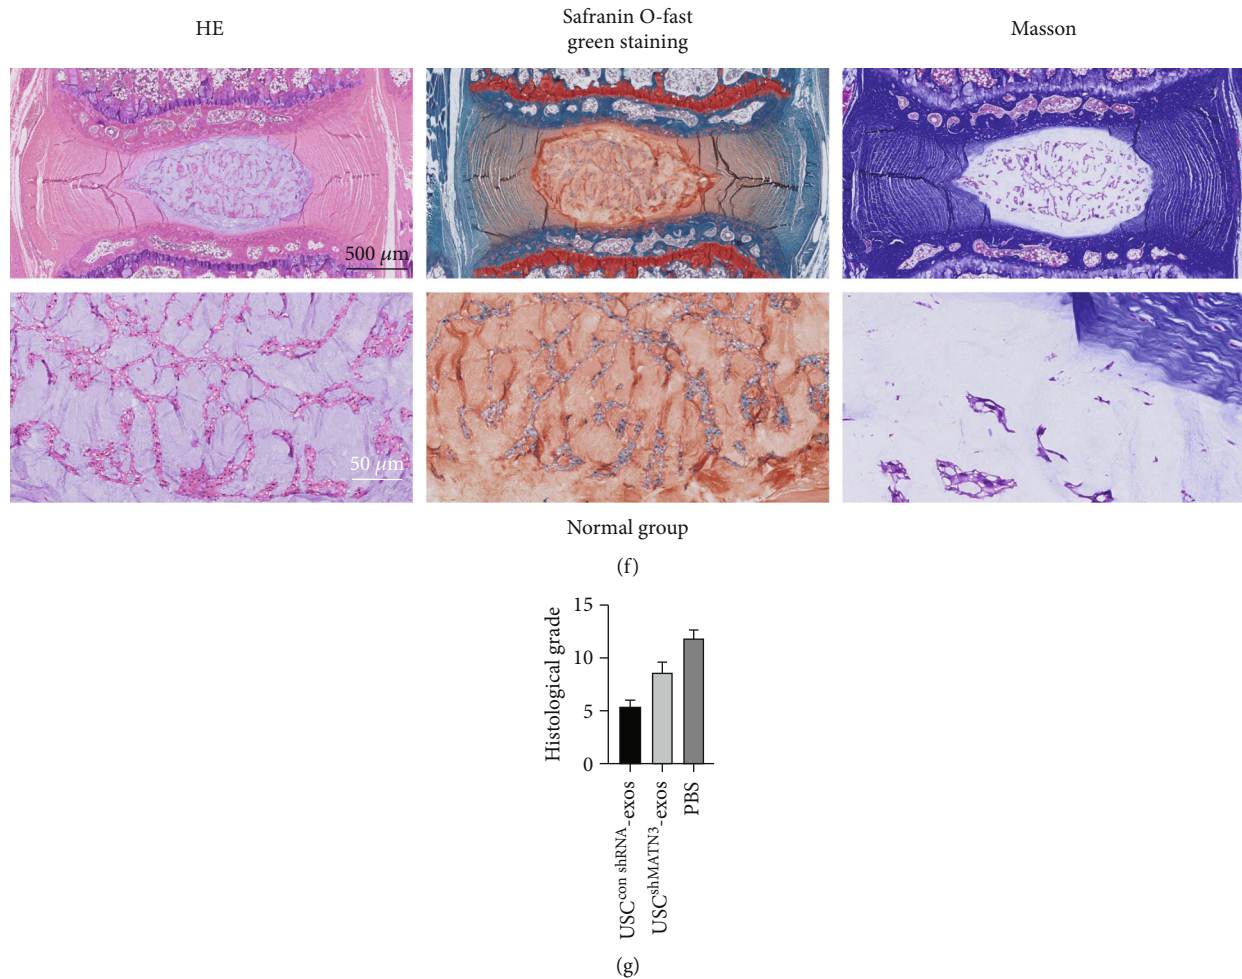 HE
Safranin O-fast
green staining
Masson
500 μm
50 μm
Normal group
(f)
Histological grade
15
10
5
0
USCcon shRNA-exos
USCshMATN3-exos
PBS
(g)